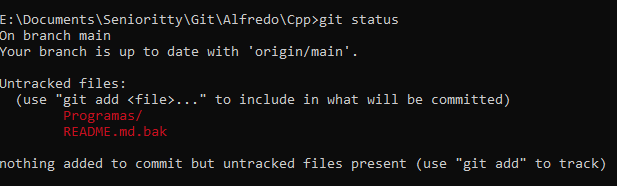 E:\Documents\Seniority\Git\Alfredo\Cpp>git status
On branch main
Your branch is up to date with 'origin/main'.
Untracked files:
(use "git add <file>..." to include in what will be committed)
Programas/
README.md.bak
nothing added to commit but untracked files present (use "git add" to track)